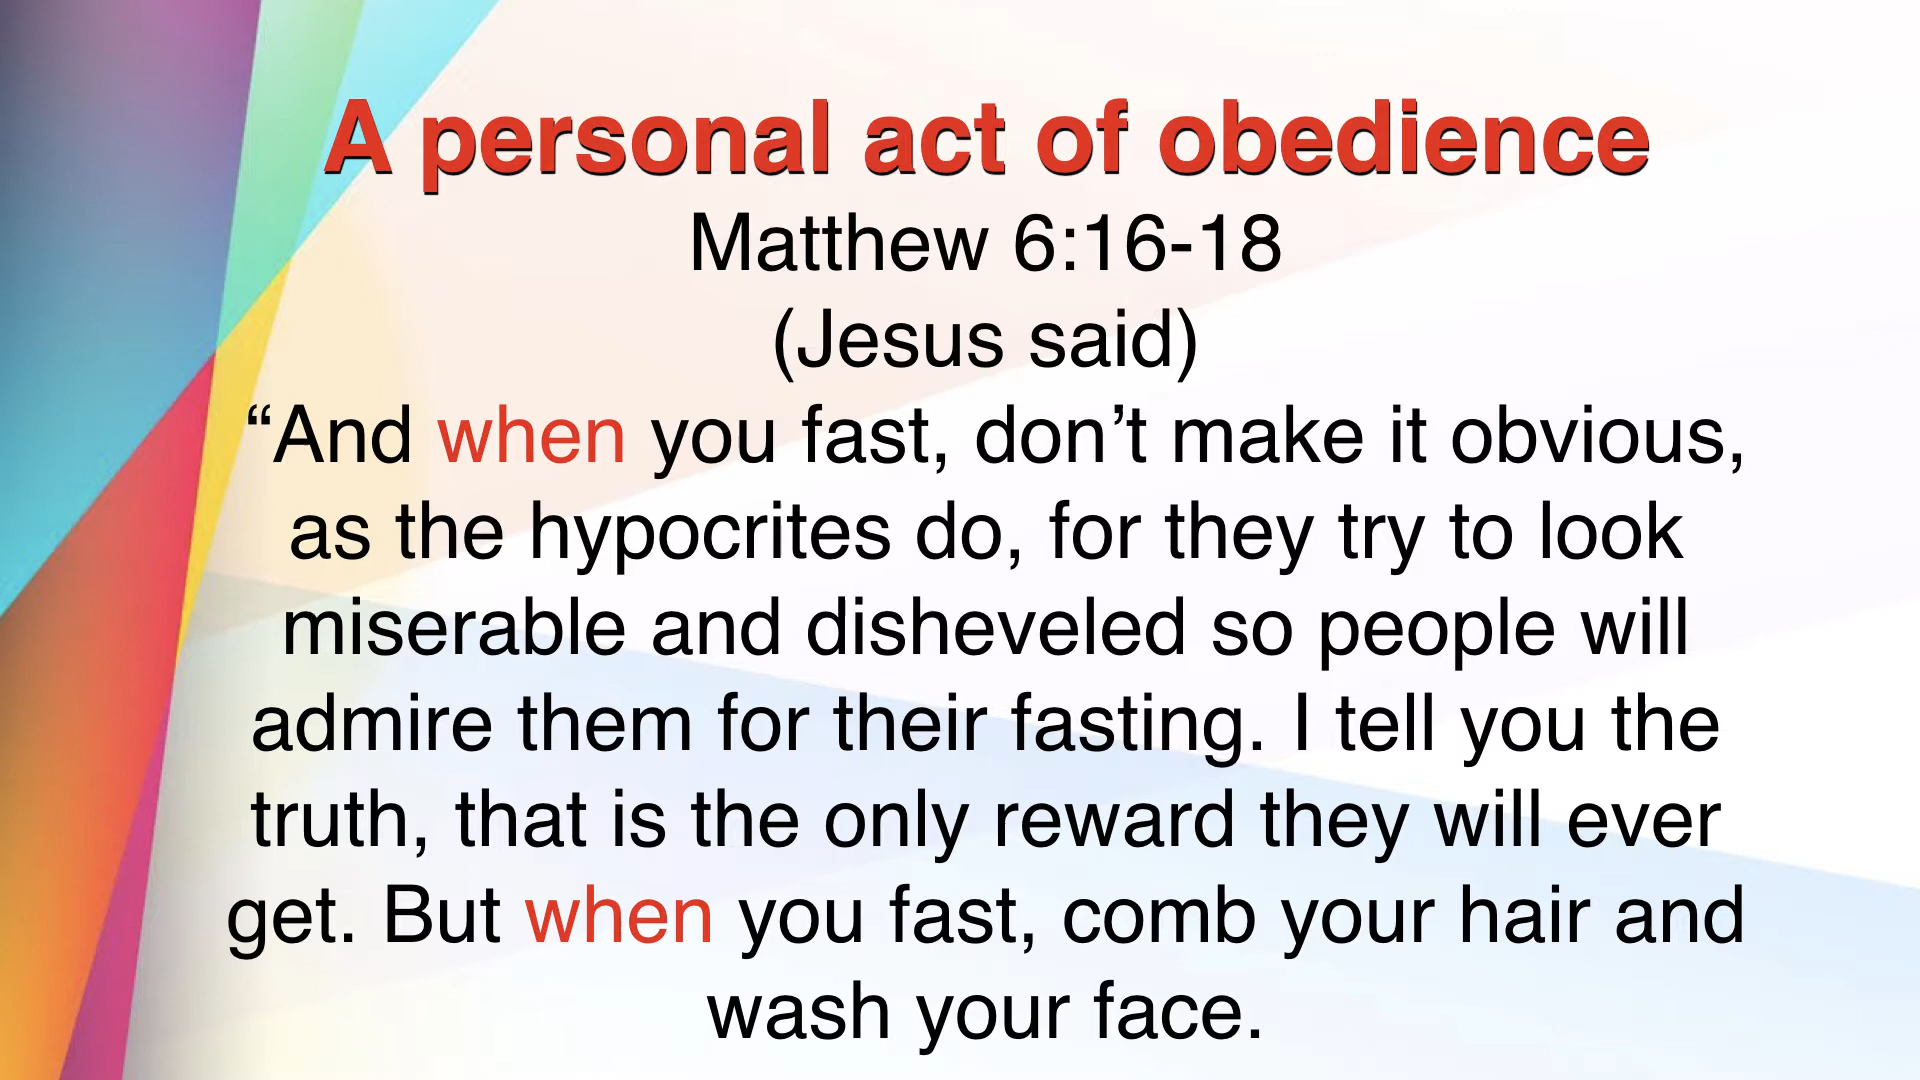 A personal act of obedience
Matthew 6:16-18
(Jesus said)
“And when you fast, don’t make it obvious,
as the hypocrites do, for they try to look
miserable and disheveled so people will
admire them for their fasting. I tell you the
truth, that is the only reward they will ever
get. But when you fast, comb your hair and
wash your face.